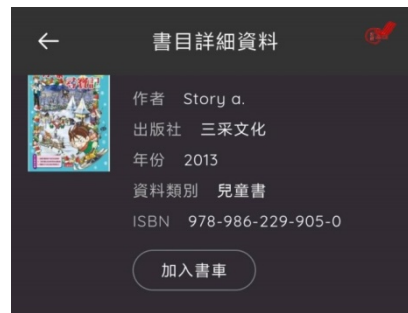 書目詳細資料
作者 Story a.
出版社 三采文化
年份 2013
資料類別 兒童書
ISBN 978-986-229-905-0
加入書車